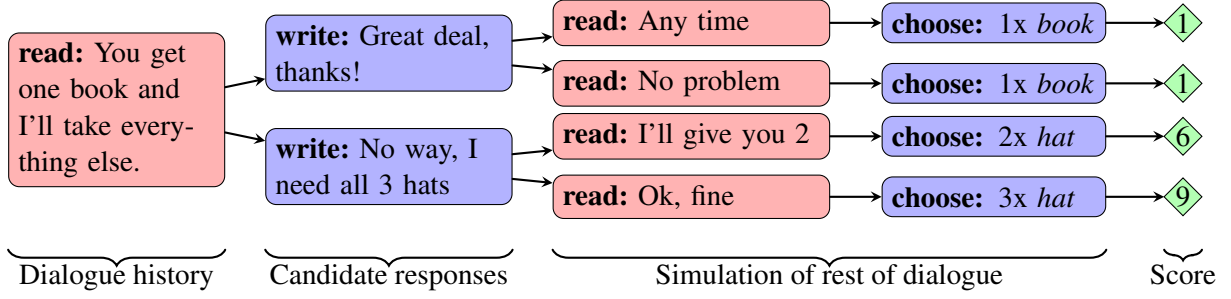 read: You get
one book and
I'll take every-
thing else.
write: Great deal,
thanks!
write: No way, I
need all 3 hats
read: Any time
choose: 1x book
1
read: No problem
choose: 1x book
1
read: I'll give you 2
choose: 2x hat
6
read: Ok, fine
choose: 3x hat
9
Dialogue history
Candidate responses
Simulation of rest of dialogue
Score